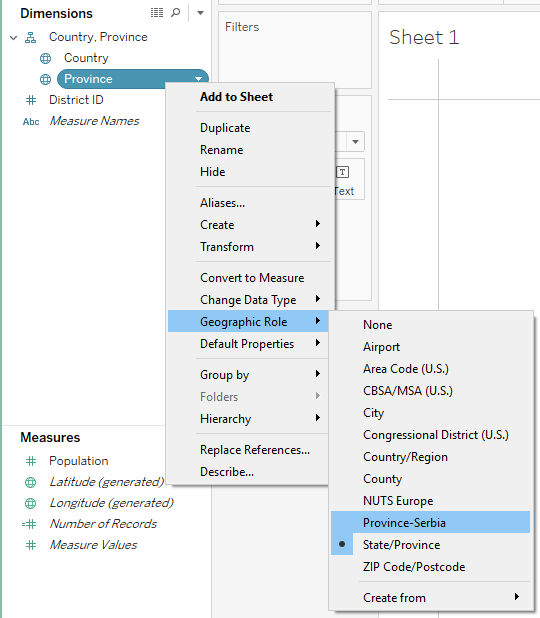 Dimensions
Country, Province
Country
Province
# District ID
Abc Measure Names
Measures
# Population
Latitude (generated)
Longitude (generated)
=# Number of Records
# Measure Values
Filters
Text
Sheet 1
Add to Sheet
Duplicate
Rename
Hide
Aliases...
Create
Transform
Convert to Measure
Change Data Type
Geographic Role
Default Properties
Group by
Folders
Hierarchy
Replace References...
Describe...
None
Airport
Area Code (U.S.)
CBSA/MSA (U.S.)
City
Congressional District (U.S.)
Country/Region
County
NUTS Europe
Province-Serbia
State/Province
ZIP Code/Postcode
Create from